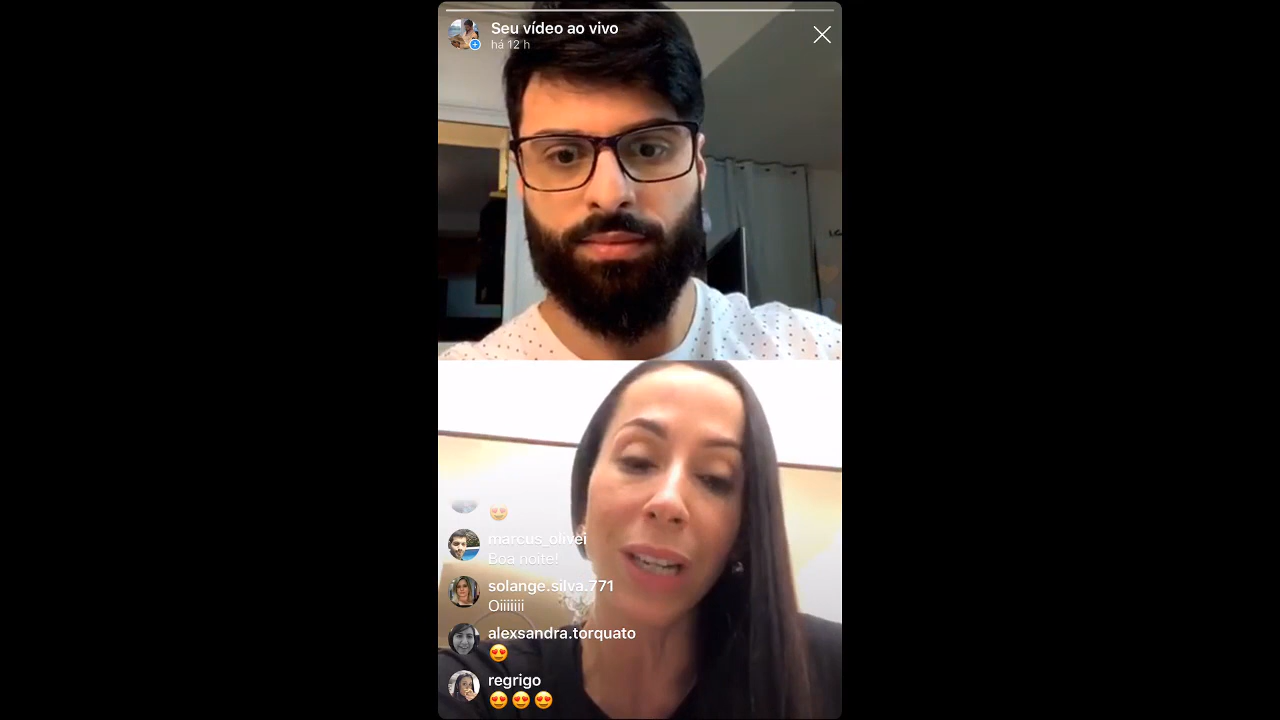 Seu vídeo ao vivo
há 12 h
😍
marcus_olivei
Boa noite!
solange.silva.771
Oiiiiiii
alexsandra.torquato
😍
regrigo
😍😍😍